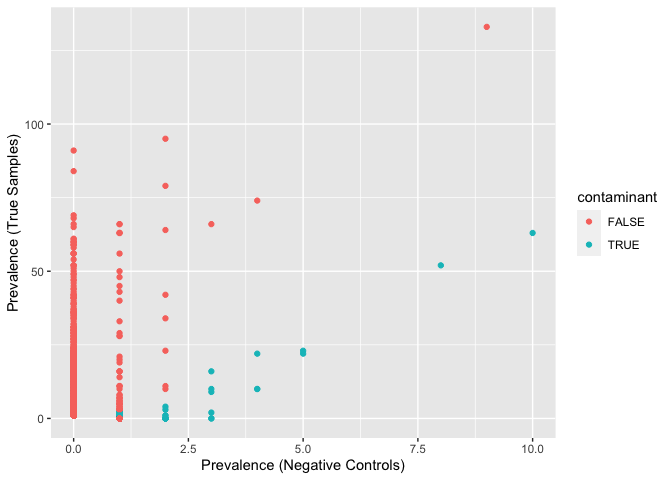 Prevalence (True Samples)
100
50
0
0.0 2.5 5.0 7.5 10.0
Prevalence (Negative Controls)
contaminant
FALSE
TRUE